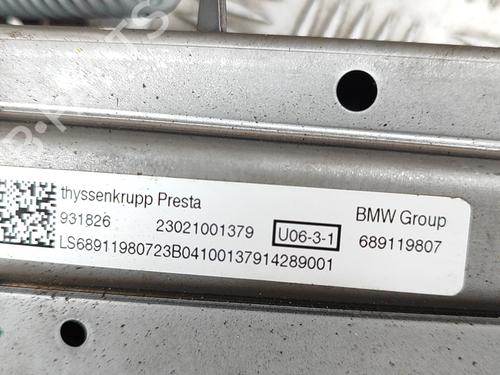 thyssenkrupp Presta
BMW Group
931826 23021001379 U06-3-1 689119807
LS68911980723B04100137914289001